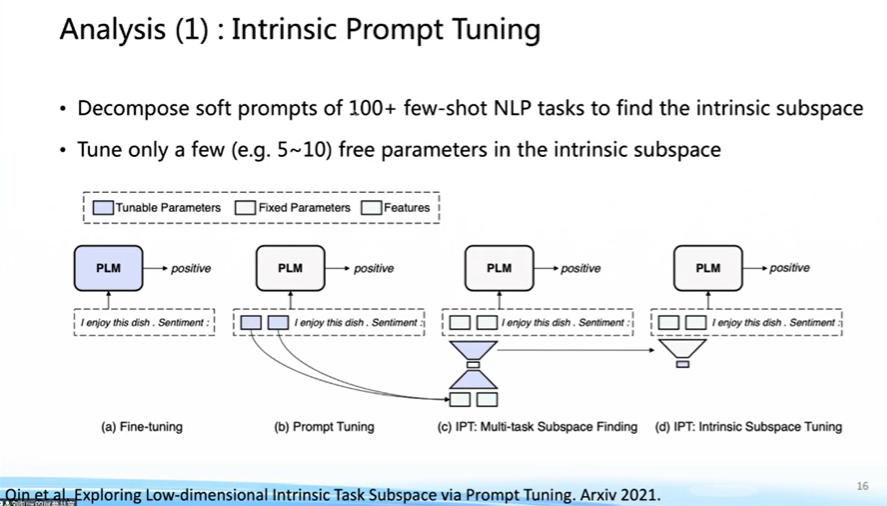 Analysis (1) : Intrinsic Prompt Tuning
• Decompose soft prompts of 100+ few-shot NLP tasks to find the intrinsic subspace
• Tune only a few (e.g. 5~10) free parameters in the intrinsic subspace
Tunable Parameters Fixed Parameters Features
PLM positive PLM positive PLM positive PLM positive
I enjoy this dish . Sentiment : I enjoy this dish . Sentiment : I enjoy this dish . Sentiment : I enjoy this dish . Sentiment :
(a) Fine-tuning (b) Prompt Tuning (c) IPT: Multi-task Subspace Finding (d) IPT: Intrinsic Subspace Tuning
16
Qin et al. Exploring Low-dimensional Intrinsic Task Subspace via Prompt Tuning. Arxiv 2021.